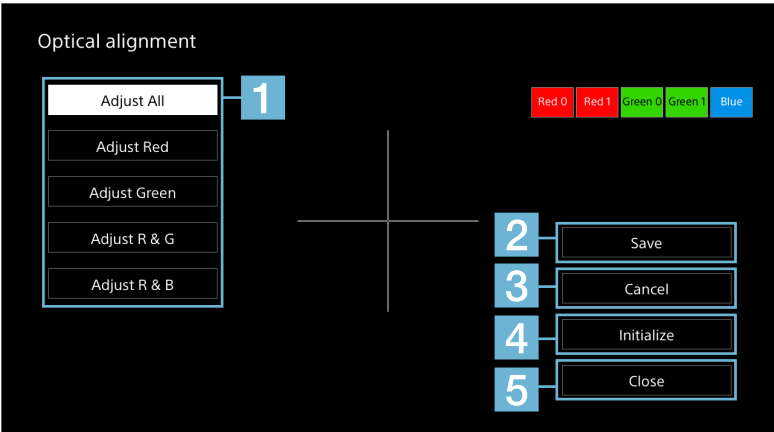 Optical alignment
Adjust All
1
Red 0 Red 1 Green 0 Green 1 Blue
Adjust Red
Adjust Green
Adjust R & G
Adjust R & B
2 Save
3 Cancel
4 Initialize
5 Close